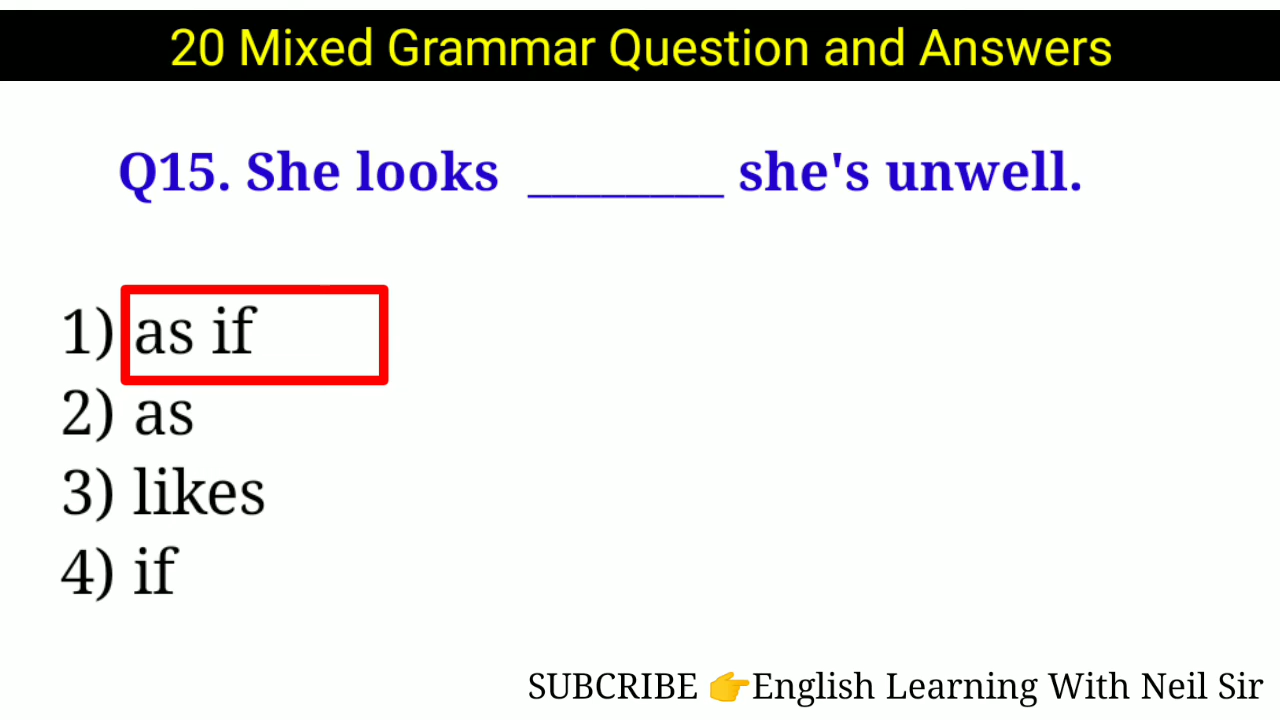 20 Mixed Grammar Question and Answers
Q15. She looks ________ she's unwell.
1) as if
2) as
3) likes
4) if
SUBCRIBE 👉English Learning With Neil Sir